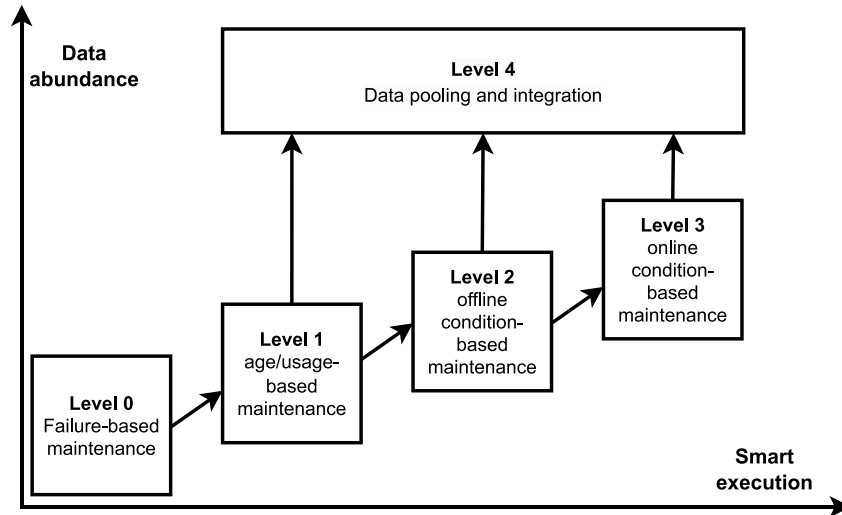 Data
abundance
Level 4
Data pooling and integration
Level 3
online
condition-
based
maintenance
Level 2
offline
condition-
based
maintenance
Level 1
age/usage-
based
maintenance
Level 0
Failure-based
maintenance
Smart
execution